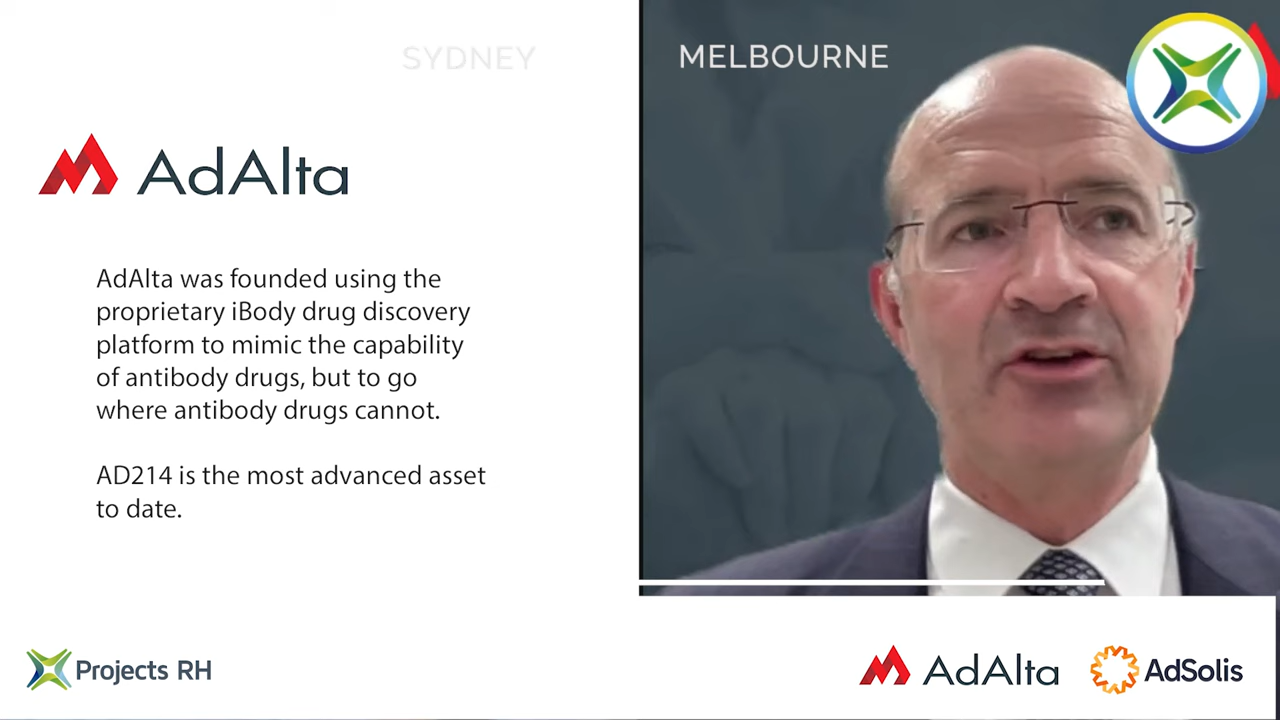 SYDNEY
MELBOURNE
AdAlta
AdAlta was founded using the
proprietary iBody drug discovery
platform to mimic the capability
of antibody drugs, but to go
where antibody drugs cannot.
AD214 is the most advanced asset
to date.
Projects RH
AdAlta
AdSolis